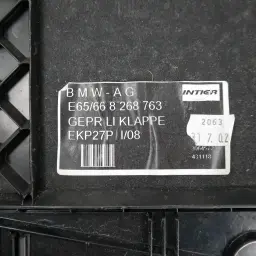 BMW-AG
INTIER
E65/66 8 268 763
2063
GEPR LI KLAPPE
EKP27P/I/08